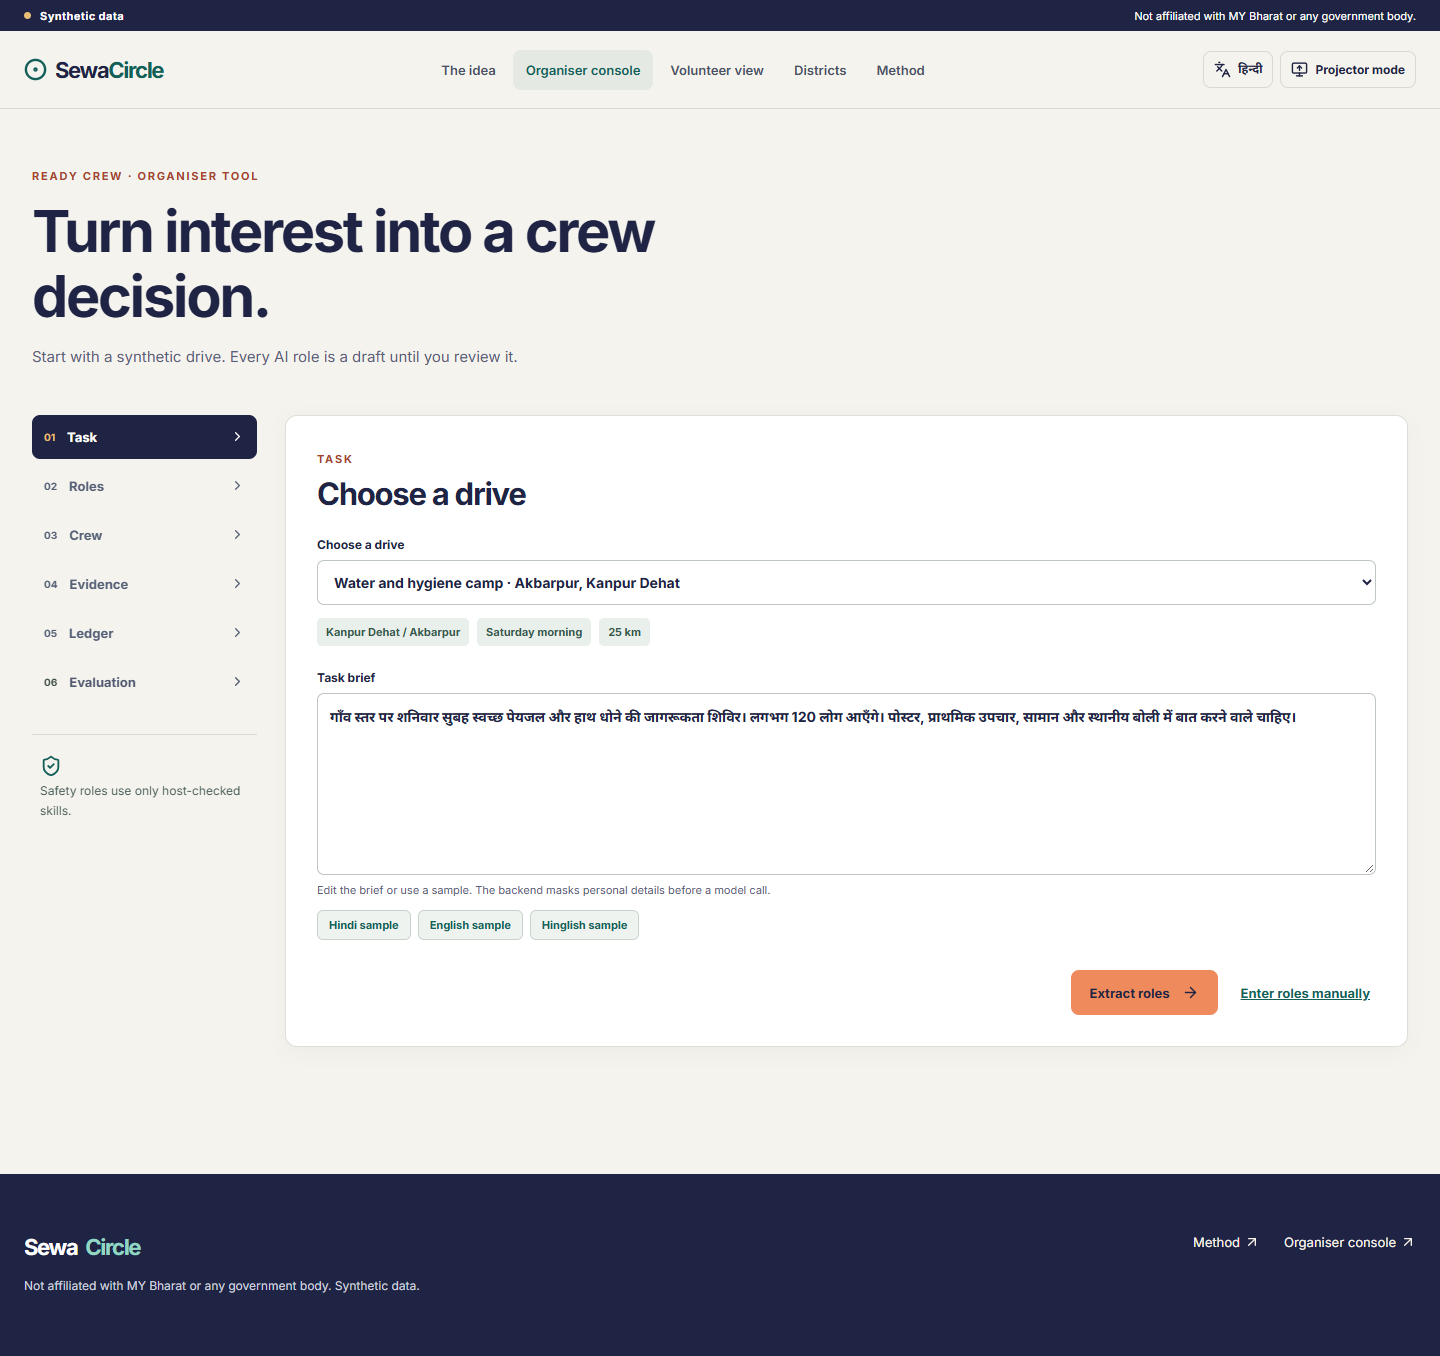 Synthetic data
Not affiliated with MY Bharat or any government body.
SewaCircle
The idea
Organiser console
Volunteer view
Districts
Method
हिन्दी
Projector mode
READY CREW · ORGANISER TOOL
Turn interest into a crew
decision.
Start with a synthetic drive. Every AI role is a draft until you review it.
01 Task
02 Roles
03 Crew
04 Evidence
05 Ledger
06 Evaluation
Safety roles use only host-checked
skills.
TASK
Choose a drive
Choose a drive
Water and hygiene camp · Akbarpur, Kanpur Dehat
Kanpur Dehat / Akbarpur
Saturday morning
25 km
Task brief
गाँव स्तर पर शनिवार सुबह स्वच्छ पेयजल और हाथ धोने की जागरूकता शिविर। लगभग 120 लोग आएँगे। पोस्टर, प्राथमिक उपचार, सामान और स्थानीय बोली में बात करने वाले चाहिए।
Edit the brief or use a sample. The backend masks personal details before a model call.
Hindi sample
English sample
Hinglish sample
Extract roles
Enter roles manually
Sewa Circle
Method
Organiser console
Not affiliated with MY Bharat or any government body. Synthetic data.